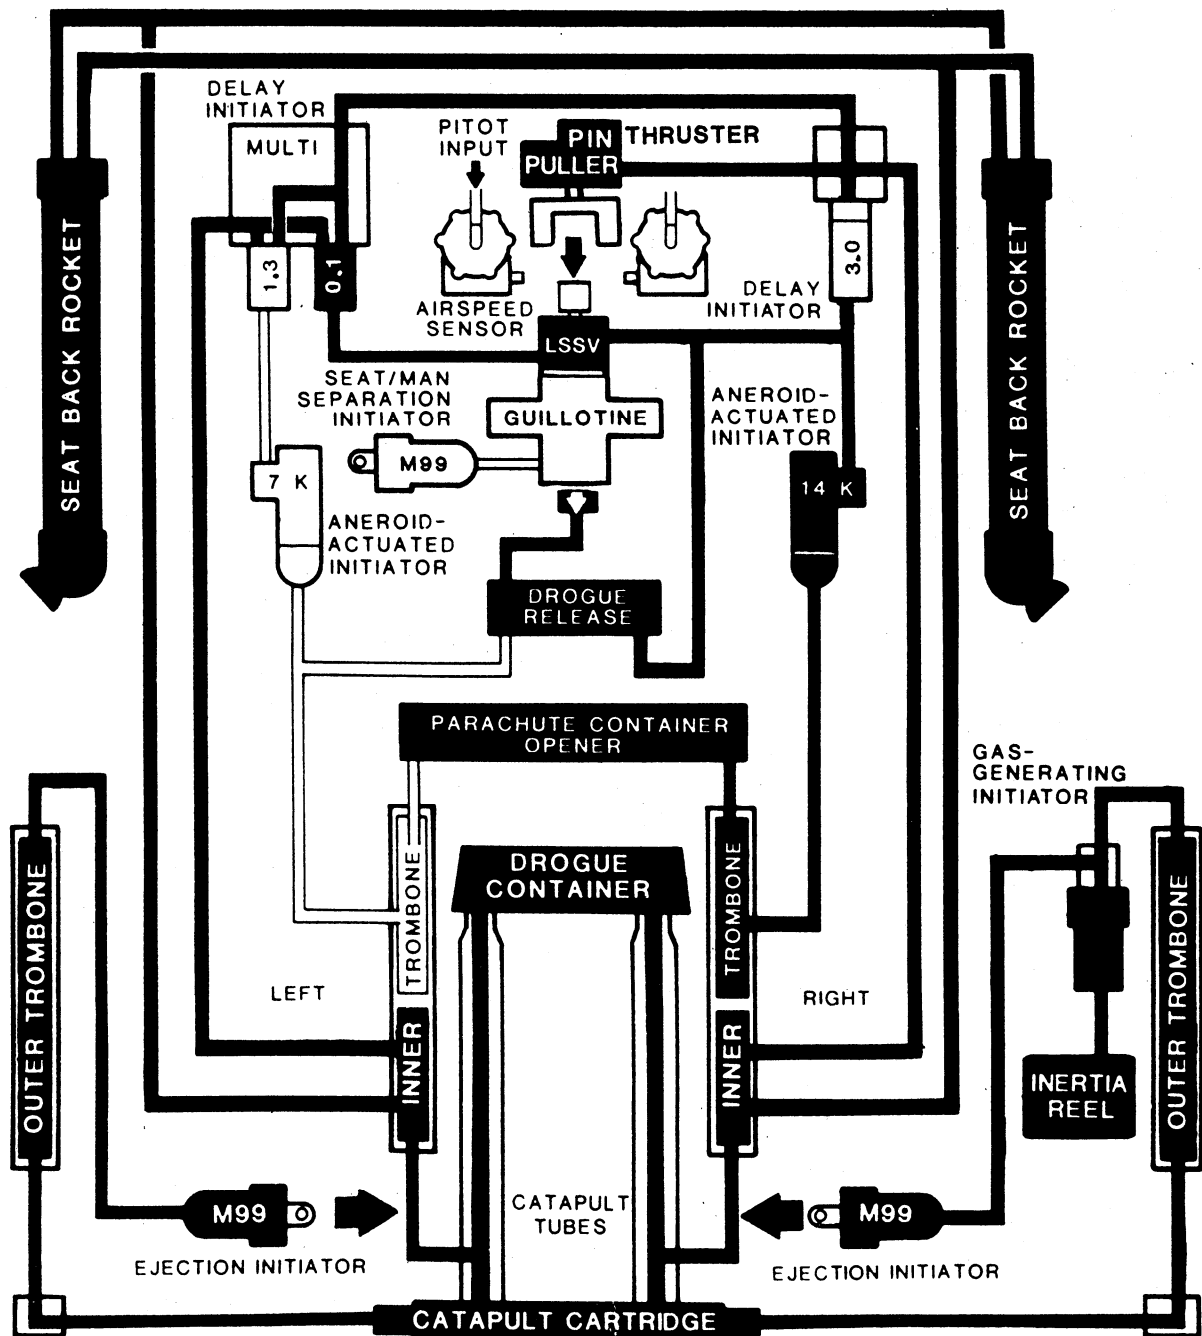 DELAY
INITIATOR
MULTI
PITOT
INPUT
PIN
PULLER
THRUSTER
1.3
0.1
3.0
AIRSPEED
SENSOR
DELAY
INITIATOR
LSSV
SEAT/MAN
SEPARATION
INITIATOR
GUILLOTINE
M99
ANEROID-
ACTUATED
INITIATOR
7 K
14 K
SEAT BACK ROCKET
SEAT BACK ROCKET
ANEROID-
ACTUATED
INITIATOR
DROGUE
RELEASE
PARACHUTE CONTAINER
OPENER
GAS-
GENERATING
INITIATOR
DROGUE
CONTAINER
TROMBONE
TROMBONE
OUTER TROMBONE
OUTER TROMBONE
LEFT
RIGHT
INNER
INNER
INERTIA
REEL
M99
CATAPULT
TUBES
M99
EJECTION INITIATOR
EJECTION INITIATOR
CATAPULT CARTRIDGE